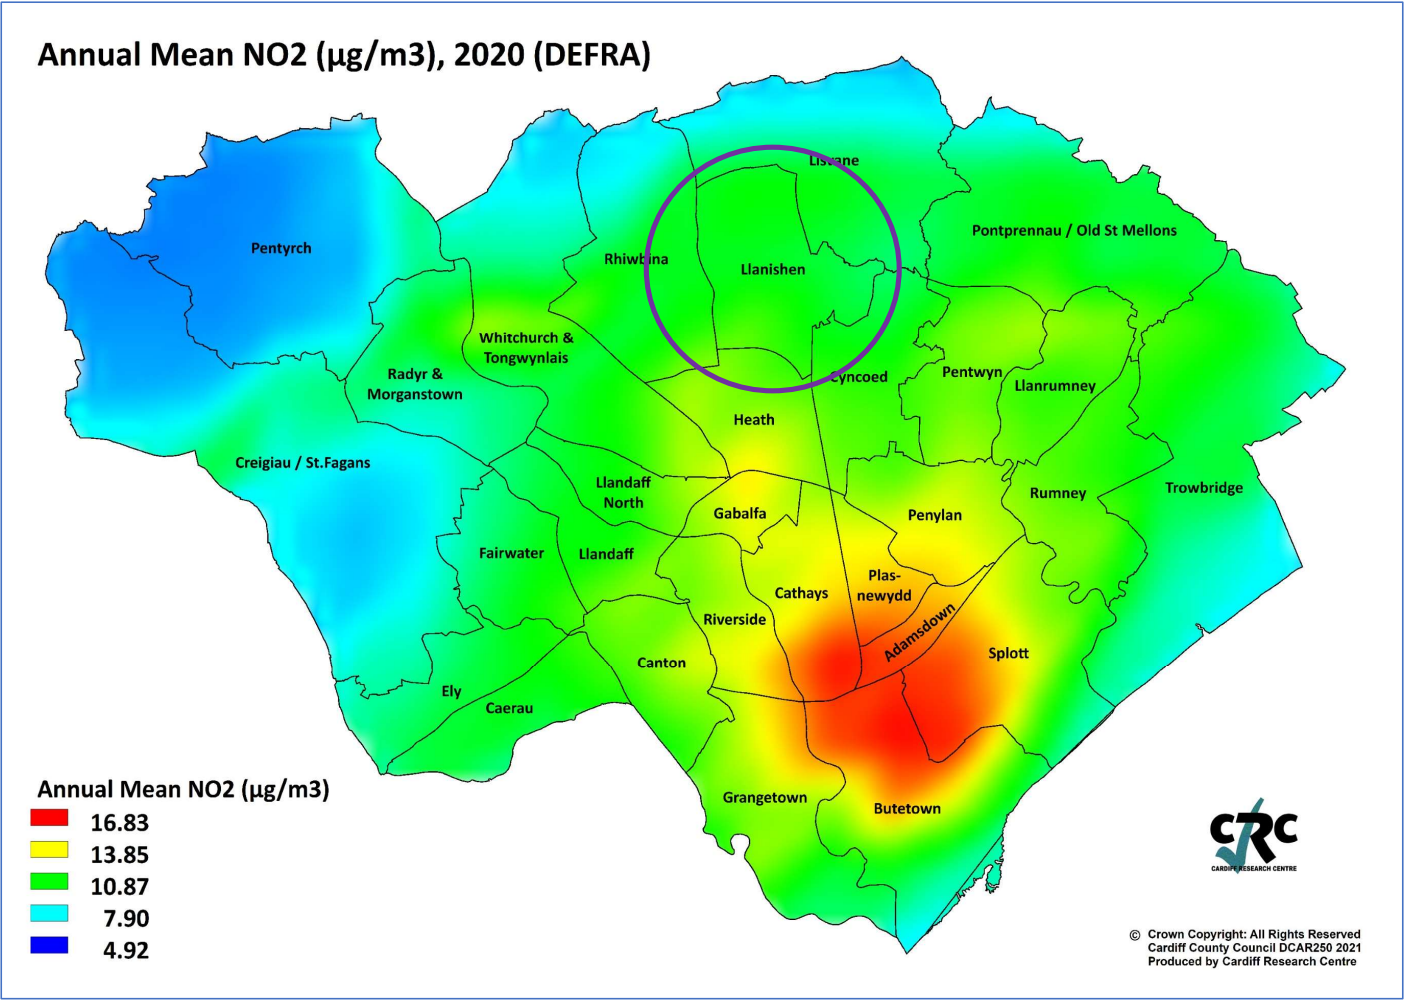 Annual Mean NO2 (µg/m3), 2020 (DEFRA)
Lisvane
Pontprennau / Old St Mellons
Pentyrch
Rhiwbina
Llanishen
Whitchurch &
Tongwynlais
Radyr &
Morganstown
Cyncoed
Pentwyn
Llanrumney
Heath
Creigiau / St.Fagans
Llandaff
North
Gabalfa
Penylan
Rumney
Trowbridge
Fairwater
Llandaff
Cathays
Plas-
newydd
Riverside
Adamsdown
Canton
Splott
Ely
Caerau
Grangetown
Butetown
Annual Mean NO2 (µg/m3)
16.83
13.85
10.87
7.90
4.92
CRC
CARDIFF RESEARCH CENTRE
© Crown Copyright: All Rights Reserved
Cardiff County Council DCAR250 2021
Produced by Cardiff Research Centre